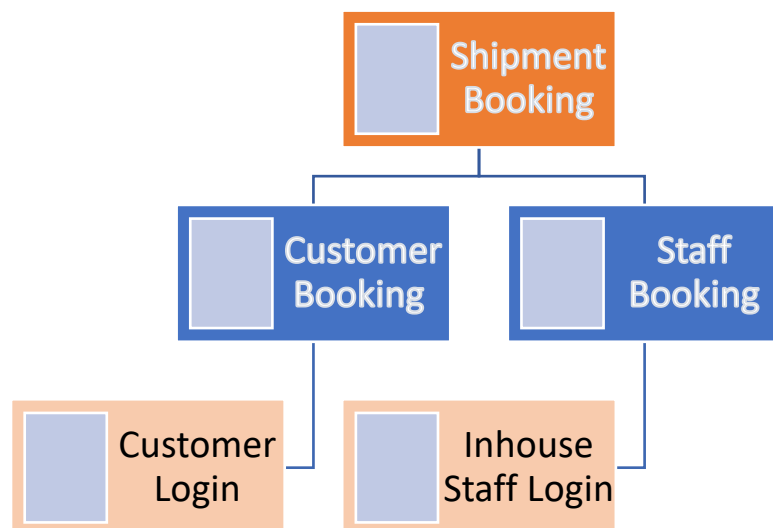 Shipment
Booking
Customer
Booking
Staff
Booking
Customer
Login
Inhouse
Staff Login